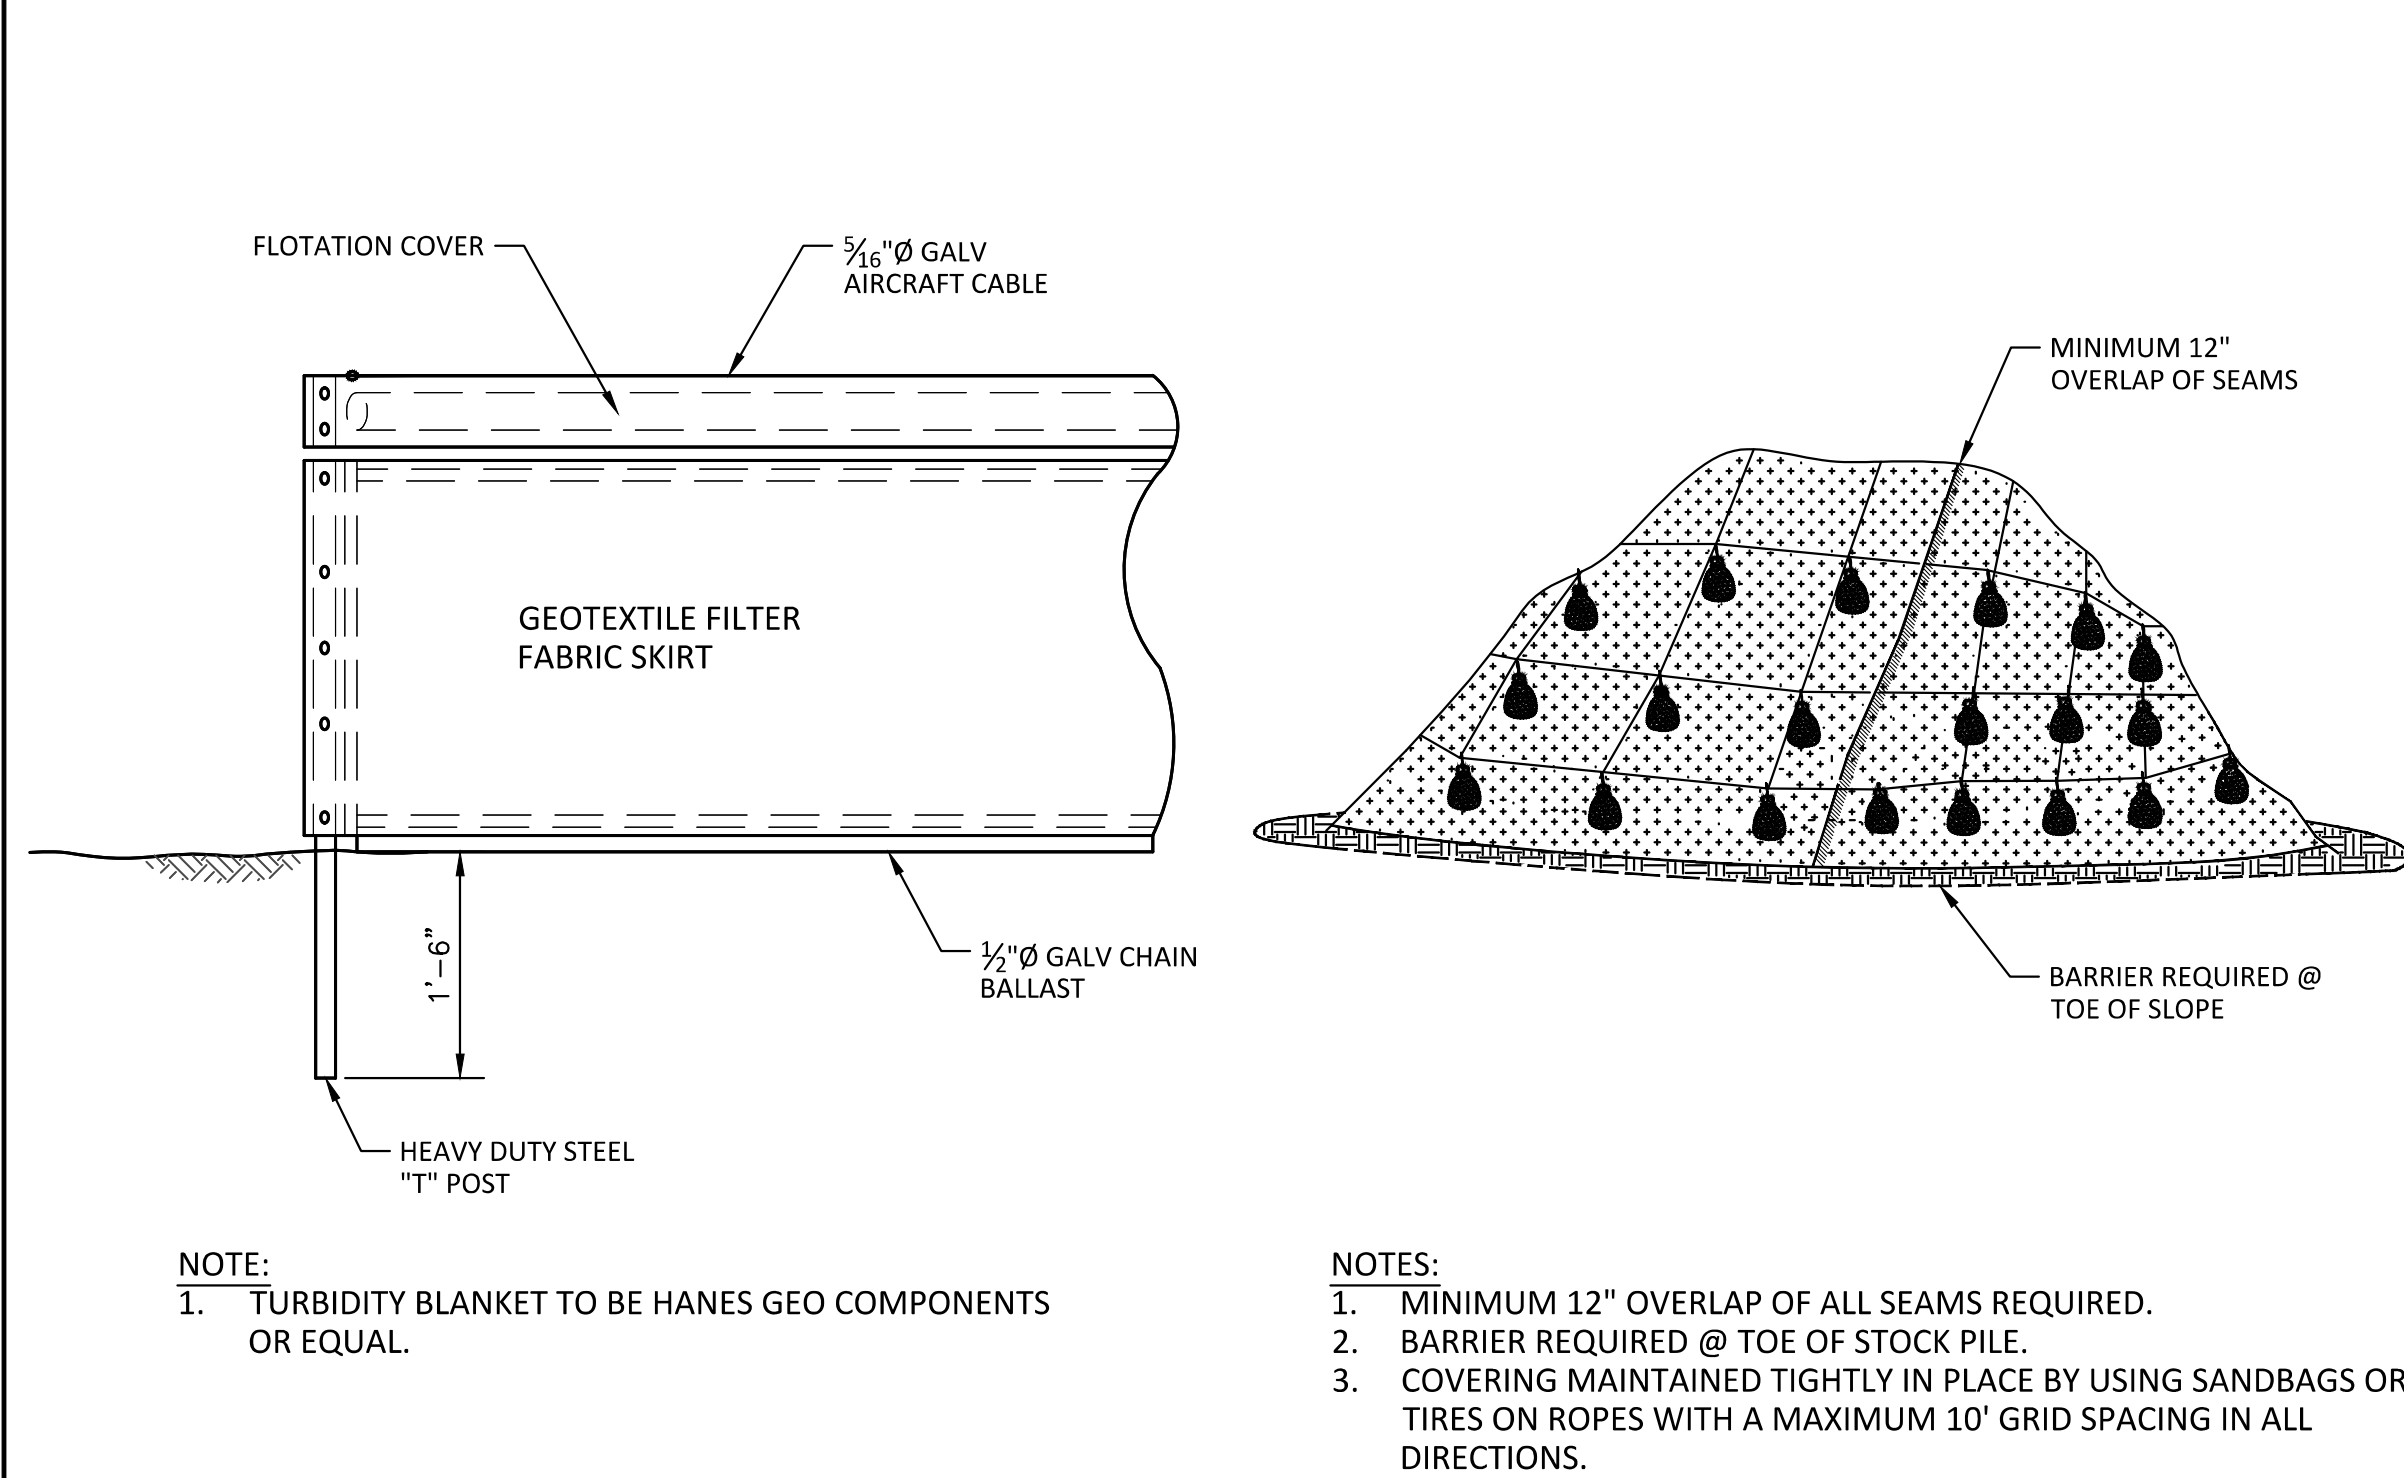 FLOTATION COVER
5/16"Ø GALV
AIRCRAFT CABLE
GEOTEXTILE FILTER
FABRIC SKIRT
1'-6"
1/2"Ø GALV CHAIN
BALLAST
HEAVY DUTY STEEL
"T" POST
NOTE:
1. TURBIDITY BLANKET TO BE HANES GEO COMPONENTS
OR EQUAL.
MINIMUM 12"
OVERLAP OF SEAMS
BARRIER REQUIRED @
TOE OF SLOPE
NOTES:
1. MINIMUM 12" OVERLAP OF ALL SEAMS REQUIRED.
2. BARRIER REQUIRED @ TOE OF STOCK PILE.
3. COVERING MAINTAINED TIGHTLY IN PLACE BY USING SANDBAGS OR
TIRES ON ROPES WITH A MAXIMUM 10' GRID SPACING IN ALL
DIRECTIONS.